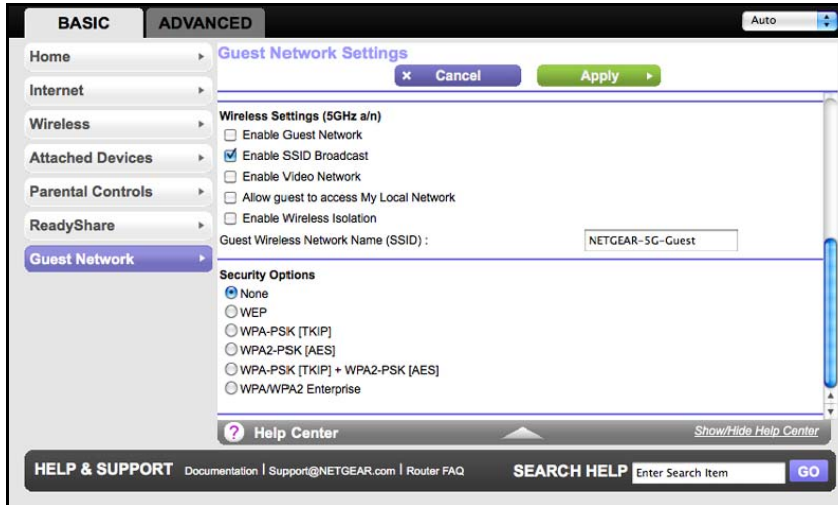 BASIC ADVANCED Auto
Home
Internet
Wireless
Attached Devices
Parental Controls
ReadyShare
Guest Network
Guest Network Settings
× Cancel Apply
Wireless Settings (5GHz a/n)
Enable Guest Network
Enable SSID Broadcast
Enable Video Network
Allow guest to access My Local Network
Enable Wireless Isolation
Guest Wireless Network Name (SSID) : NETGEAR-5G-Guest
Security Options
None
WEP
WPA-PSK [TKIP]
WPA2-PSK [AES]
WPA-PSK [TKIP] + WPA2-PSK [AES]
WPA/WPA2 Enterprise
? Help Center Show/Hide Help Center
HELP & SUPPORT Documentation | Support@NETGEAR.com | Router FAQ SEARCH HELP Enter Search Item GO